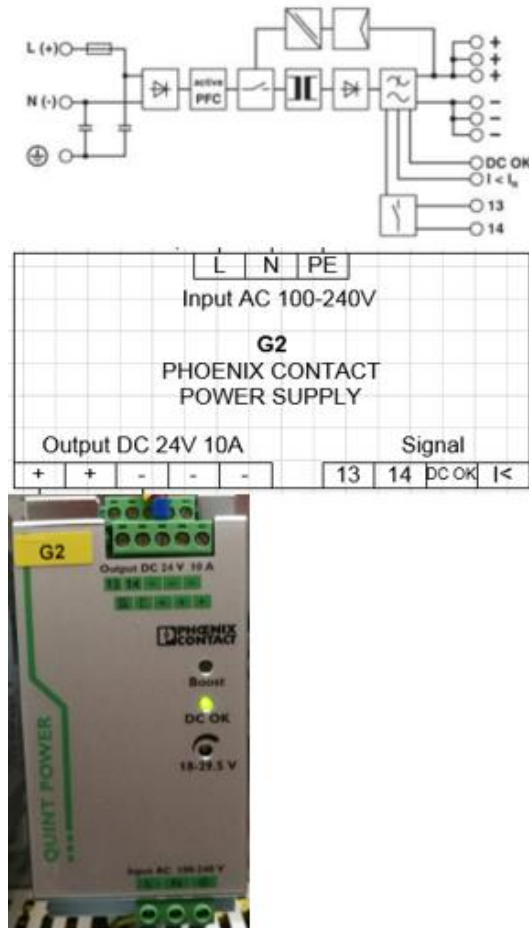 L (+)
N (-)
active
PFC
+
+
+
-
-
-
DC OK
I < Iₙ
13
14
L N PE
Input AC 100-240V
G2
PHOENIX CONTACT
POWER SUPPLY
Output DC 24V 10A Signal
+ + - - - 13 14 DC OK I<
G2
Output DC 24 V 10 A
13 14 - - -
+ + +
PHŒNIX
CONTACT
Boost
DC OK
18-29.5 V
QUINT POWER
Input AC 100-240 V
L N